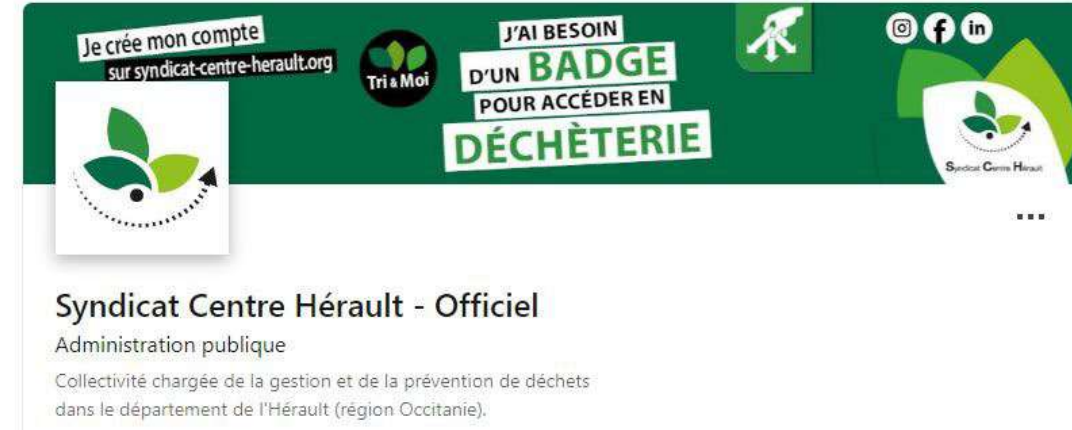 Je crée mon compte
sur syndicat-centre-herault.org
Tri & Moi
J'AI BESOIN
D'UN BADGE
POUR ACCÉDER EN
DÉCHÈTERIE
in
Syndicat Centre Hérault
Syndicat Centre Hérault - Officiel
Administration publique
Collectivité chargée de la gestion et de la prévention de déchets
dans le département de l'Hérault (région Occitanie).